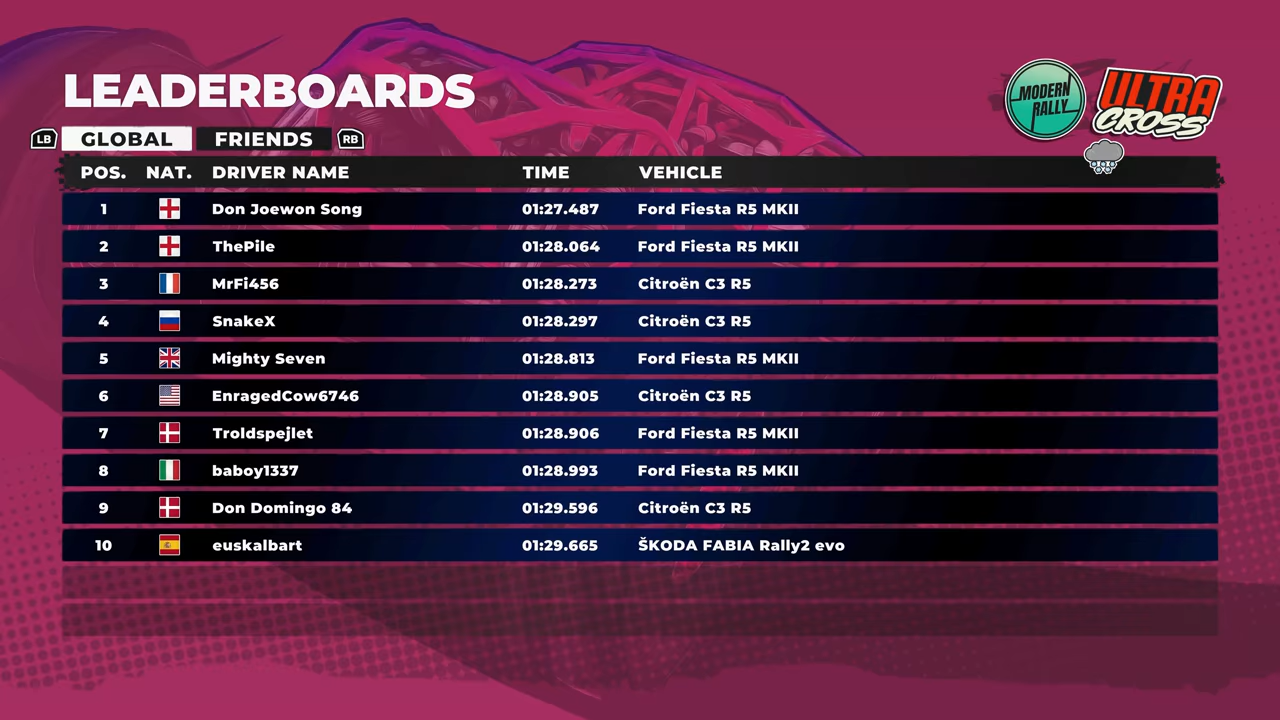 LEADERBOARDS
MODERN RALLY
ULTRA CROSS
LB GLOBAL FRIENDS RB
POS. NAT. DRIVER NAME TIME VEHICLE
1 Don Joewon Song 01:27.487 Ford Fiesta R5 MKII
2 ThePile 01:28.064 Ford Fiesta R5 MKII
3 MrFi456 01:28.273 Citroën C3 R5
4 SnakeX 01:28.297 Citroën C3 R5
5 Mighty Seven 01:28.813 Ford Fiesta R5 MKII
6 EnragedCow6746 01:28.905 Citroën C3 R5
7 Troldspejlet 01:28.906 Ford Fiesta R5 MKII
8 baboy1337 01:28.993 Ford Fiesta R5 MKII
9 Don Domingo 84 01:29.596 Citroën C3 R5
10 euskalbart 01:29.665 ŠKODA FABIA Rally2 evo